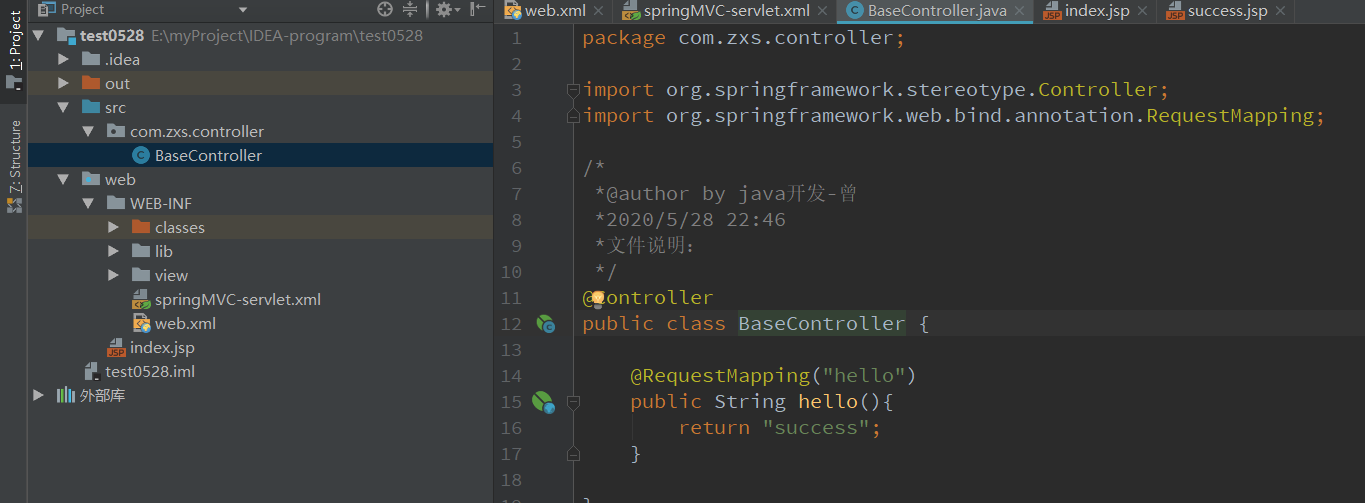 1: Project
7: Structure
Project
test0528 E:\myProject\IDEA-program\test0528
.idea
out
src
com.zxs.controller
BaseController
web
WEB-INF
classes
lib
view
springMVC-servlet.xml
web.xml
index.jsp
test0528.iml
外部库
web.xml springMVC-servlet.xml BaseController.java index.jsp success.jsp
1 package com.zxs.controller;
2
3 import org.springframework.stereotype.Controller;
4 import org.springframework.web.bind.annotation.RequestMapping;
5
6 /*
7 *@author by java开发-曾
8 *2020/5/28 22:46
9 *文件说明:
10 */
11 @Controller
12 public class BaseController {
13
14 @RequestMapping("hello")
15 public String hello(){
16 return "success";
17 }
18